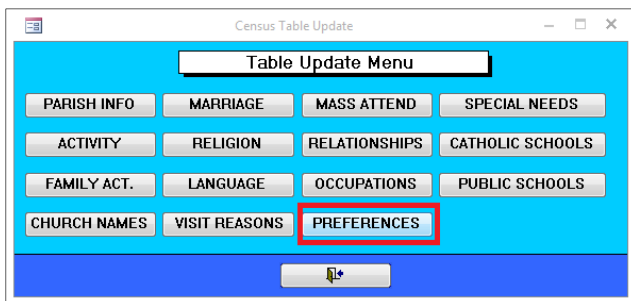 Census Table Update
Table Update Menu
PARISH INFO MARRIAGE MASS ATTEND SPECIAL NEEDS
ACTIVITY RELIGION RELATIONSHIPS CATHOLIC SCHOOLS
FAMILY ACT. LANGUAGE OCCUPATIONS PUBLIC SCHOOLS
CHURCH NAMES VISIT REASONS PREFERENCES